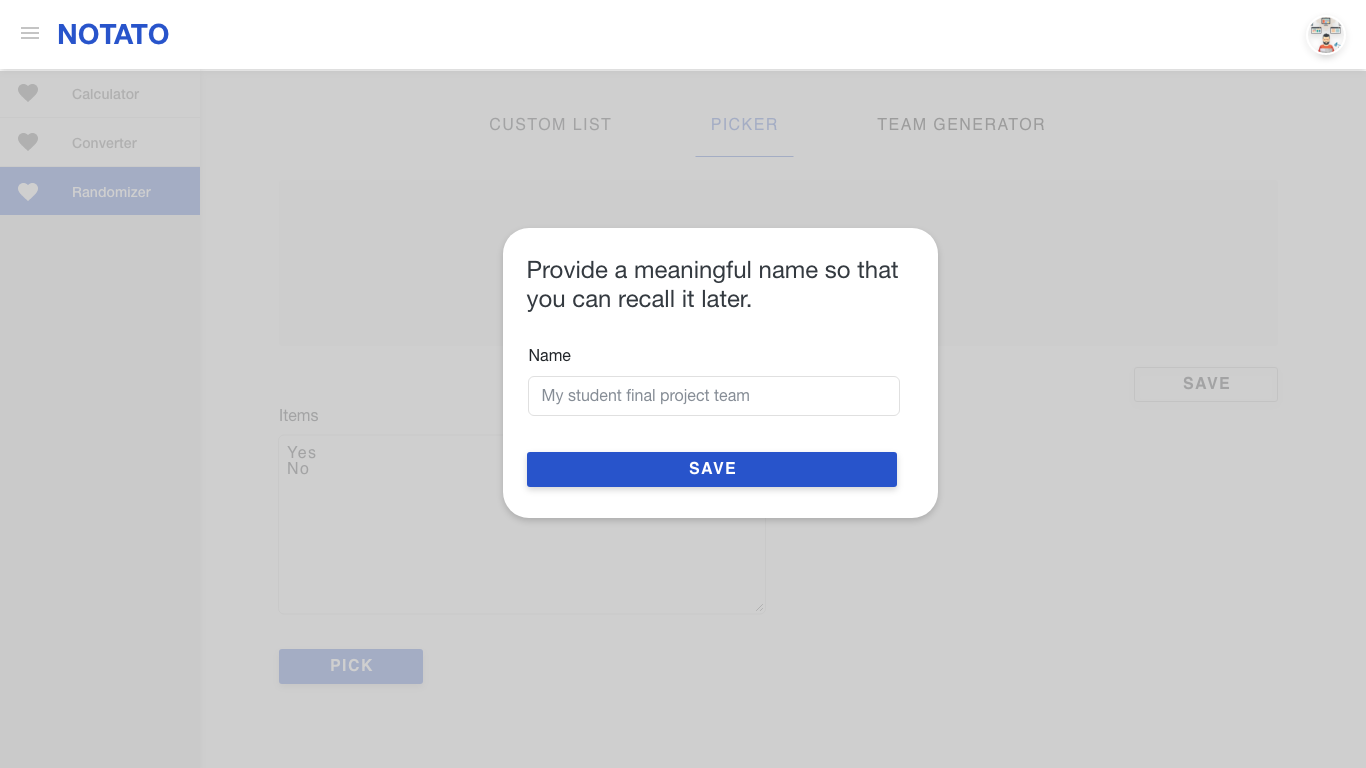 NOTATO
Calculator
Converter
Randomizer
CUSTOM LIST
PICKER
TEAM GENERATOR
Provide a meaningful name so that
you can recall it later.
Name
My student final project team
SAVE
SAVE
Items
Yes
No
PICK